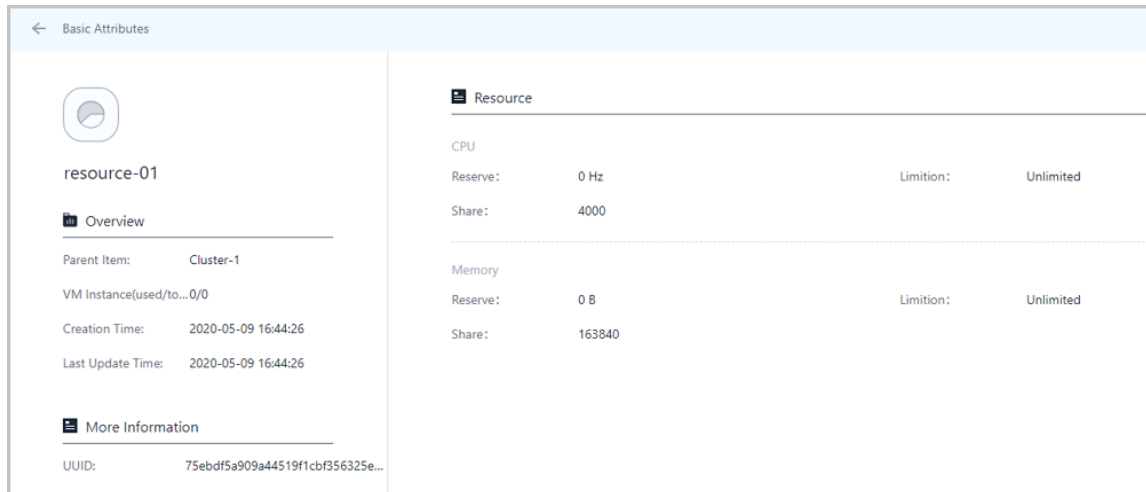 Basic Attributes
resource-01
Overview
Parent Item: Cluster-1
VM Instance(used/to...0/0
Creation Time: 2020-05-09 16:44:26
Last Update Time: 2020-05-09 16:44:26
More Information
UUID: 75ebdf5a909a44519f1cbf356325e...
Resource
CPU
Reserve: 0 Hz Limition: Unlimited
Share: 4000
Memory
Reserve: 0 B Limition: Unlimited
Share: 163840